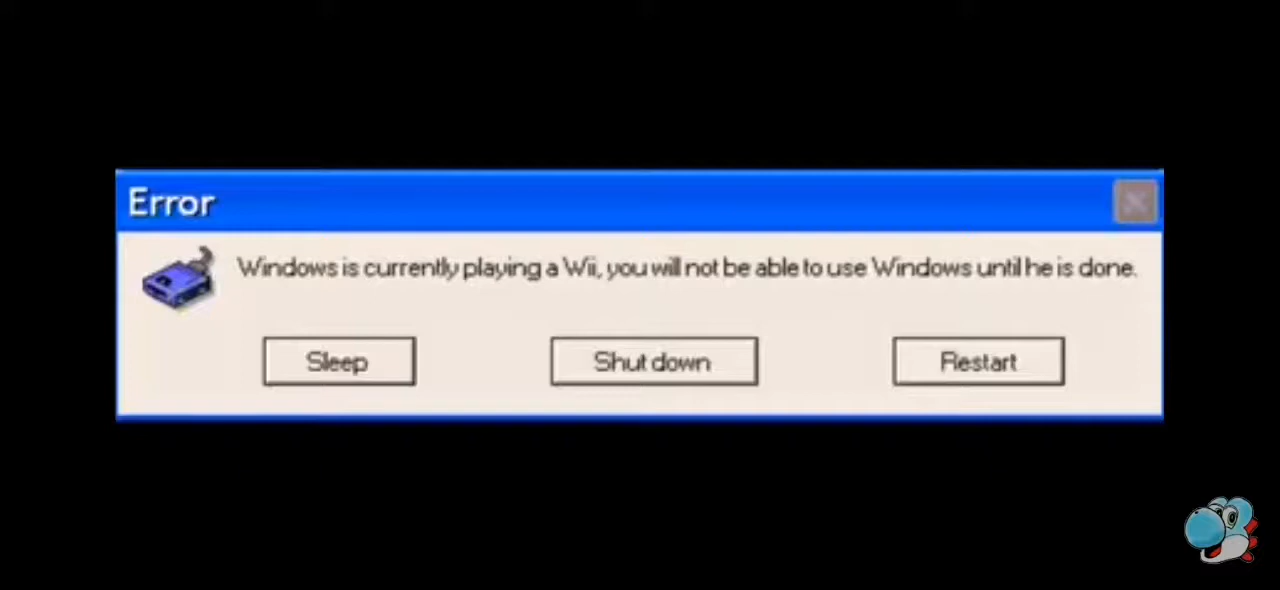 Error
Windows is currently playing a Wii, you will not be able to use Windows until he is done.
Sleep
Shut down
Restart